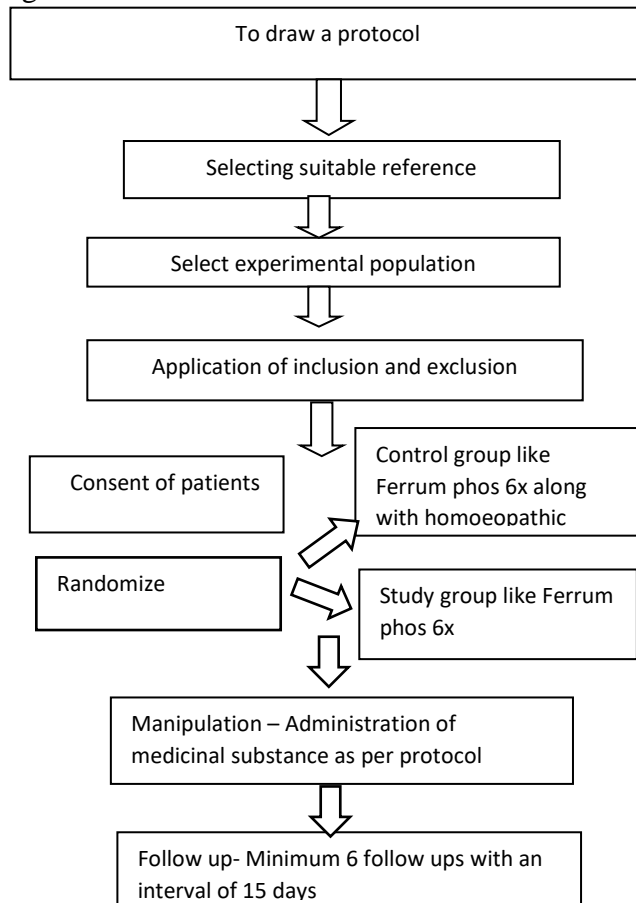 To draw a protocol
Selecting suitable reference
Select experimental population
Application of inclusion and exclusion
Control group like
Ferrum phos 6x along
with homoeopathic
Consent of patients
Randomize
Study group like Ferrum
phos 6x
Manipulation – Administration of
medicinal substance as per protocol
Follow up- Minimum 6 follow ups with an
interval of 15 days